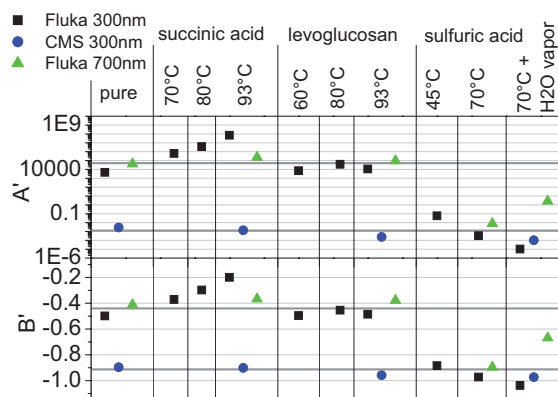 Fluka 300nm
CMS 300nm
Fluka 700nm
succinic acid levoglucosan sulfuric acid
pure
70°C
80°C
93°C
60°C
80°C
93°C
45°C
70°C
70°C +
H2O vapor
1E9
10000
0.1
1E-6
A'
-0.2
-0.4
-0.6
-0.8
-1.0
B'